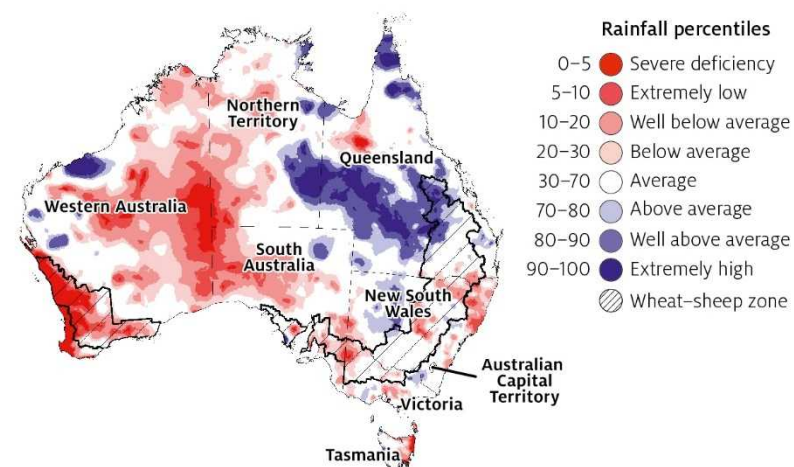 Rainfall percentiles
0–5 Severe deficiency
5–10 Extremely low
10–20 Well below average
20–30 Below average
30–70 Average
70–80 Above average
80–90 Well above average
90–100 Extremely high
Wheat–sheep zone
Northern
Territory
Queensland
Western Australia
South
Australia
New South
Wales
Australian
Capital
Territory
Victoria
Tasmania